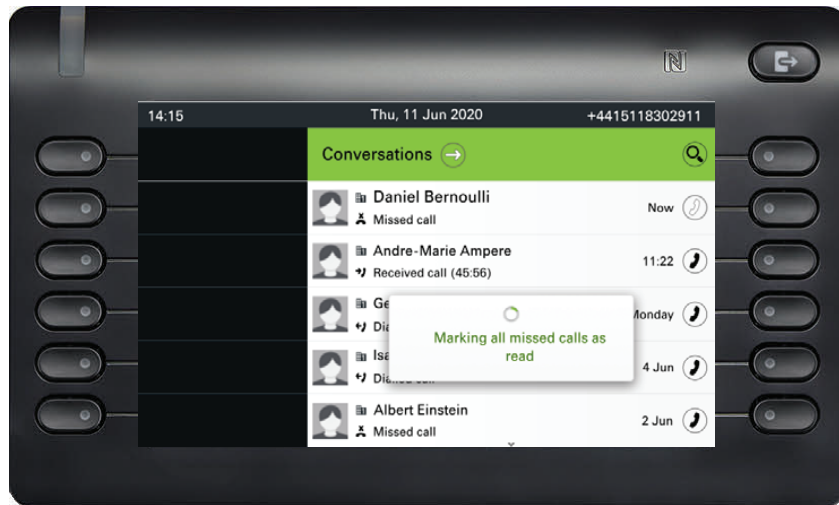 14:15 Thu, 11 Jun 2020 +4415118302911
Conversations
Daniel Bernoulli Now
Missed call
Andre-Marie Ampere 11:22
Received call (45:56)
Monday
Marking all missed calls as
read
4 Jun
Albert Einstein 2 Jun
Missed call